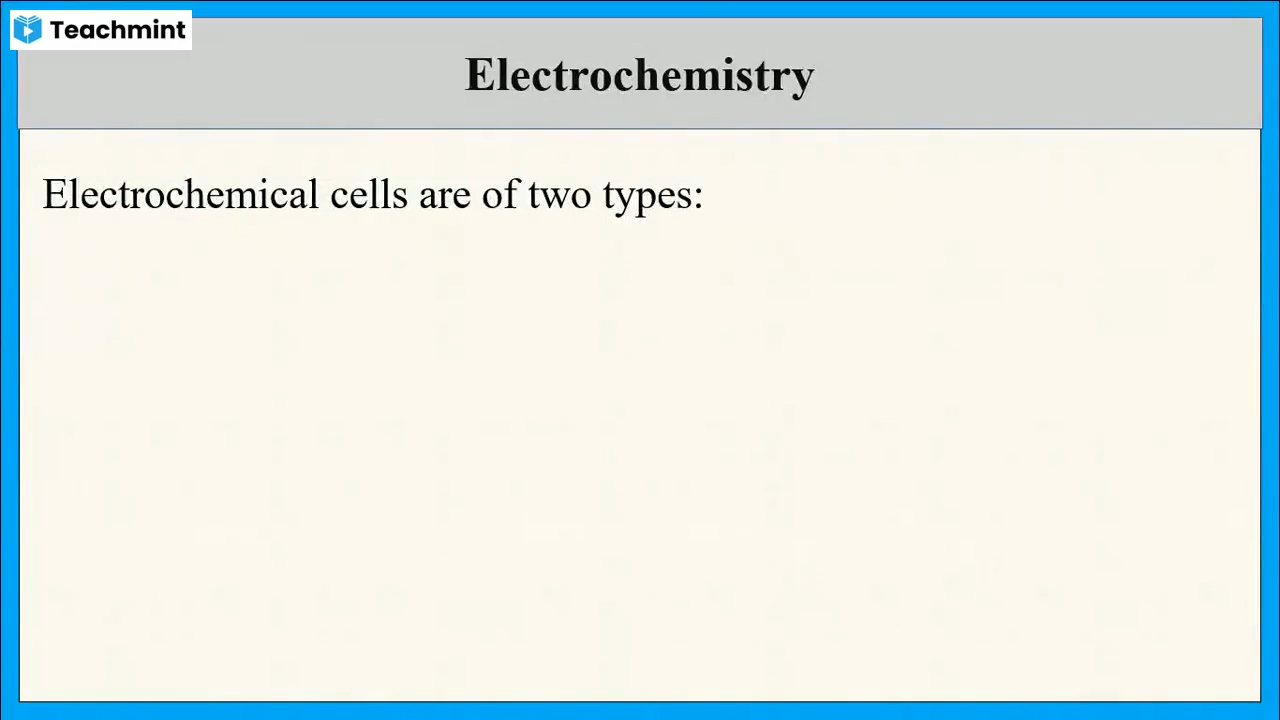 Teachmint
Electrochemistry
Electrochemical cells are of two types: